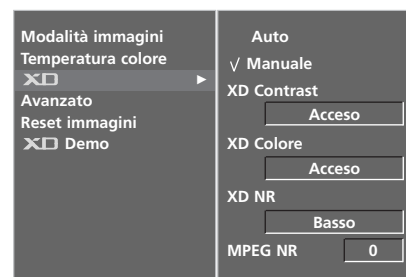 Modalità immagini
Temperatura colore
XD
Avanzato
Reset immagini
XD Demo
Auto
√ Manuale
XD Contrast
Acceso
XD Colore
Acceso
XD NR
Basso
MPEG NR 0